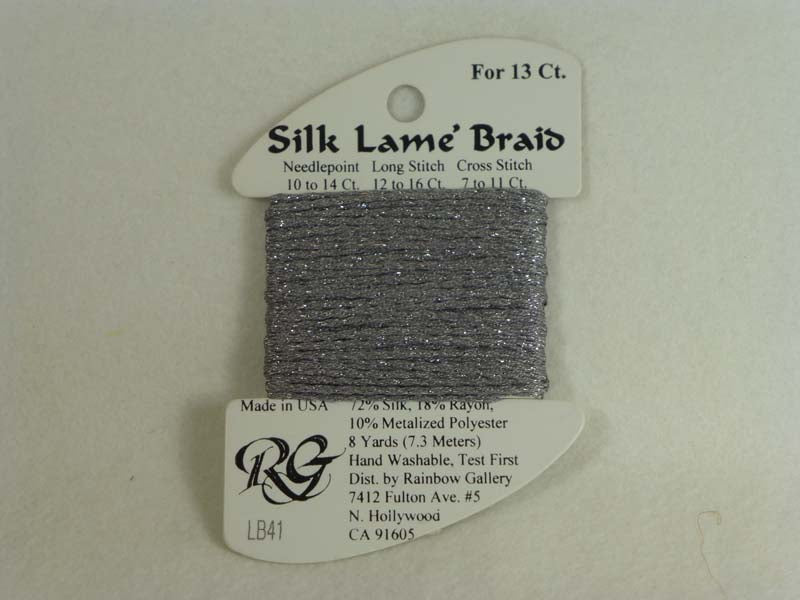 For 13 Ct.
Silk Lame' Braid
Needlepoint Long Stitch Cross Stitch
10 to 14 Ct. 12 to 16 Ct. 7 to 11 Ct.
Made in USA 72% Silk, 18% Rayon,
10% Metalized Polyester
8 Yards (7.3 Meters)
Hand Washable, Test First
Dist. by Rainbow Gallery
7412 Fulton Ave. #5
N. Hollywood
CA 91605
RG
LB41